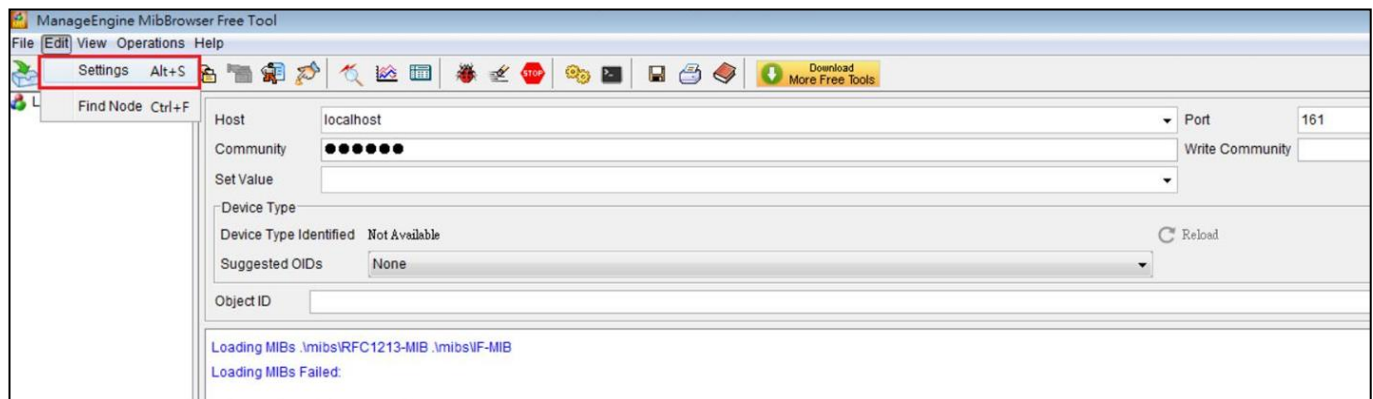 ManageEngine MibBrowser Free Tool
File Edit View Operations Help
Settings Alt+S
Find Node Ctrl+F
STOP
Download
More Free Tools
L
Host localhost Port 161
Community ●●●●●● Write Community
Set Value
Device Type
Device Type Identified Not Available Reload
Suggested OIDs None
Object ID
Loading MIBs .\mibs\RFC1213-MIB .\mibs\IF-MIB
Loading MIBs Failed: